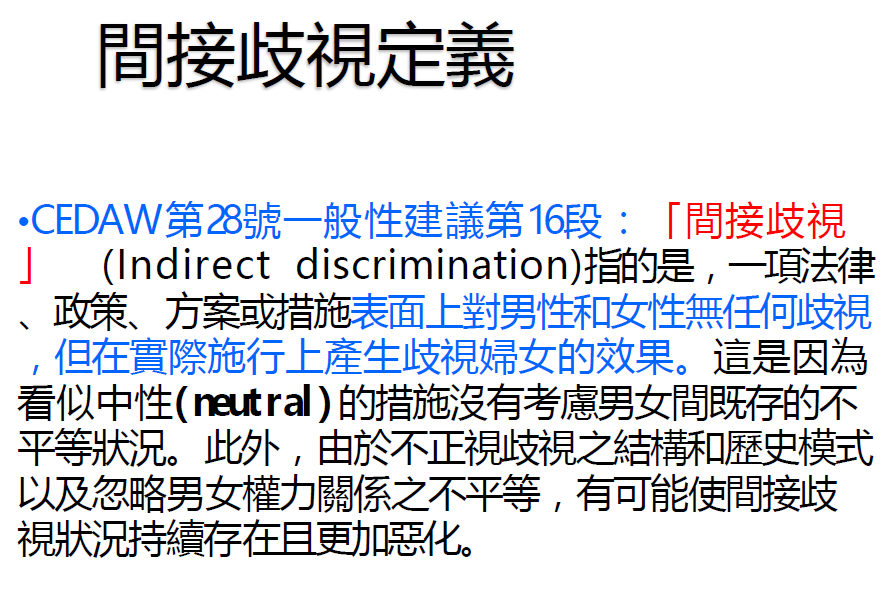 間接歧視定義
•CEDAW第28號一般性建議第16段：「間接歧視
」 (Indirect discrimination)指的是，一項法律
、政策、方案或措施表面上對男性和女性無任何歧視
，但在實際施行上產生歧視婦女的效果。這是因為
看似中性(neutral)的措施沒有考慮男女間既存的不
平等狀況。此外，由於不正視歧視之結構和歷史模式
以及忽略男女權力關係之不平等，有可能使間接歧
視狀況持續存在且更加惡化。